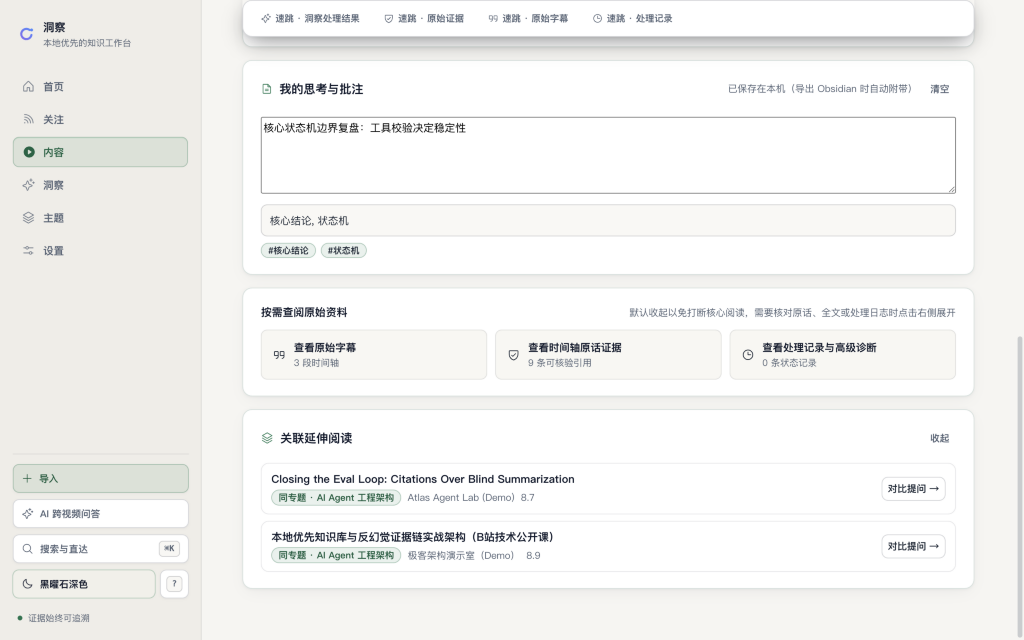 洞察
本地优先的知识工作台
首页
关注
内容
洞察
主题
设置
导入
AI 跨视频问答
搜索与直达 ⌘K
黑曜石深色 ?
证据始终可追溯
速跳 · 洞察处理结果 速跳 · 原始证据 速跳 · 原始字幕 速跳 · 处理记录
我的思考与批注 已保存在本机（导出 Obsidian 时自动附带） 清空
核心状态机边界复盘：工具校验决定稳定性
核心结论, 状态机
#核心结论 #状态机
按需查阅原始资料 默认收起以免打断核心阅读，需要核对原话、全文或处理日志时点击右侧展开
查看原始字幕
3 段时间轴
查看时间轴原话证据
9 条可核验引用
查看处理记录与高级诊断
0 条状态记录
关联延伸阅读 收起
Closing the Eval Loop: Citations Over Blind Summarization
同专题 · AI Agent 工程架构 Atlas Agent Lab (Demo) 8.7
对比提问 →
本地优先知识库与反幻觉证据链实战架构（B站技术公开课）
同专题 · AI Agent 工程架构 极客架构演示室（Demo） 8.9
对比提问 →